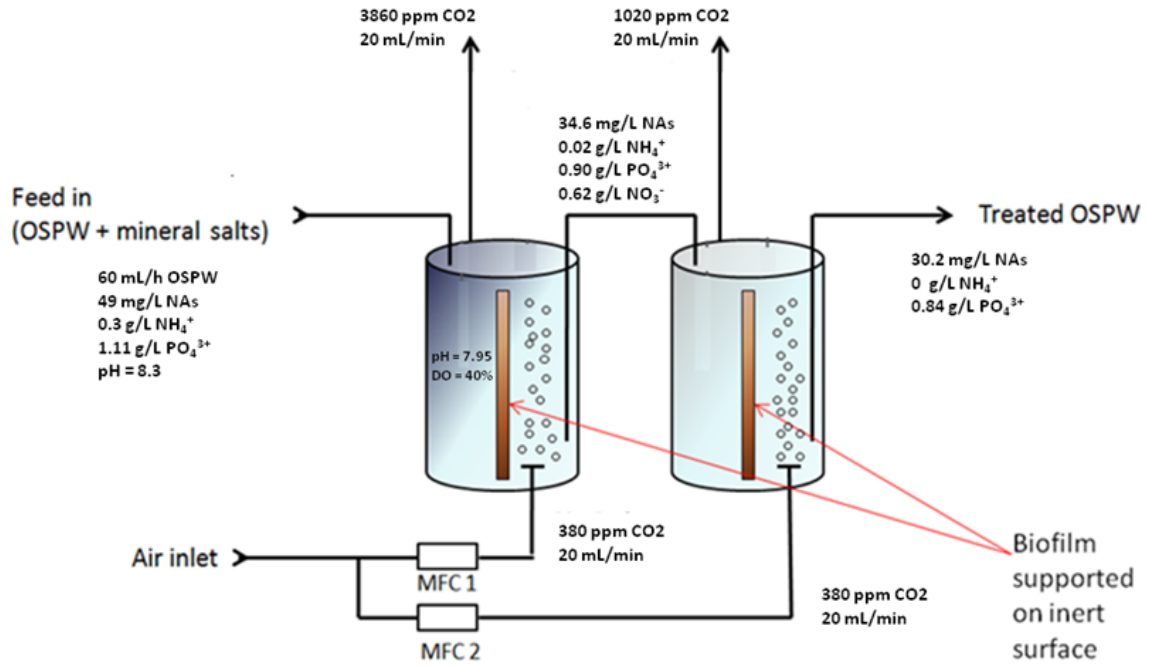 3860 ppm CO2
20 mL/min
1020 ppm CO2
20 mL/min
34.6 mg/L NAs
0.02 g/L NH₄⁺
0.90 g/L PO₄³⁺
0.62 g/L NO₃⁻
Feed in
(OSPW + mineral salts)
Treated OSPW
60 mL/h OSPW
49 mg/L NAs
0.3 g/L NH₄⁺
1.11 g/L PO₄³⁺
pH = 8.3
30.2 mg/L NAs
0 g/L NH₄⁺
0.84 g/L PO₄³⁺
pH = 7.95
DO = 40%
380 ppm CO2
20 mL/min
Air inlet
MFC 1
MFC 2
380 ppm CO2
20 mL/min
Biofilm
supported
on inert
surface